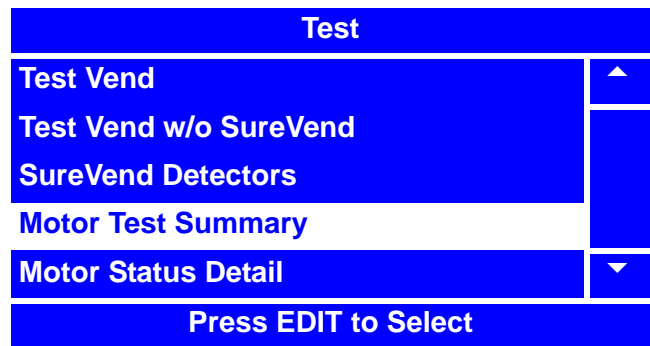 Test
Test Vend
Test Vend w/o SureVend
SureVend Detectors
Motor Test Summary
Motor Status Detail
Press EDIT to Select